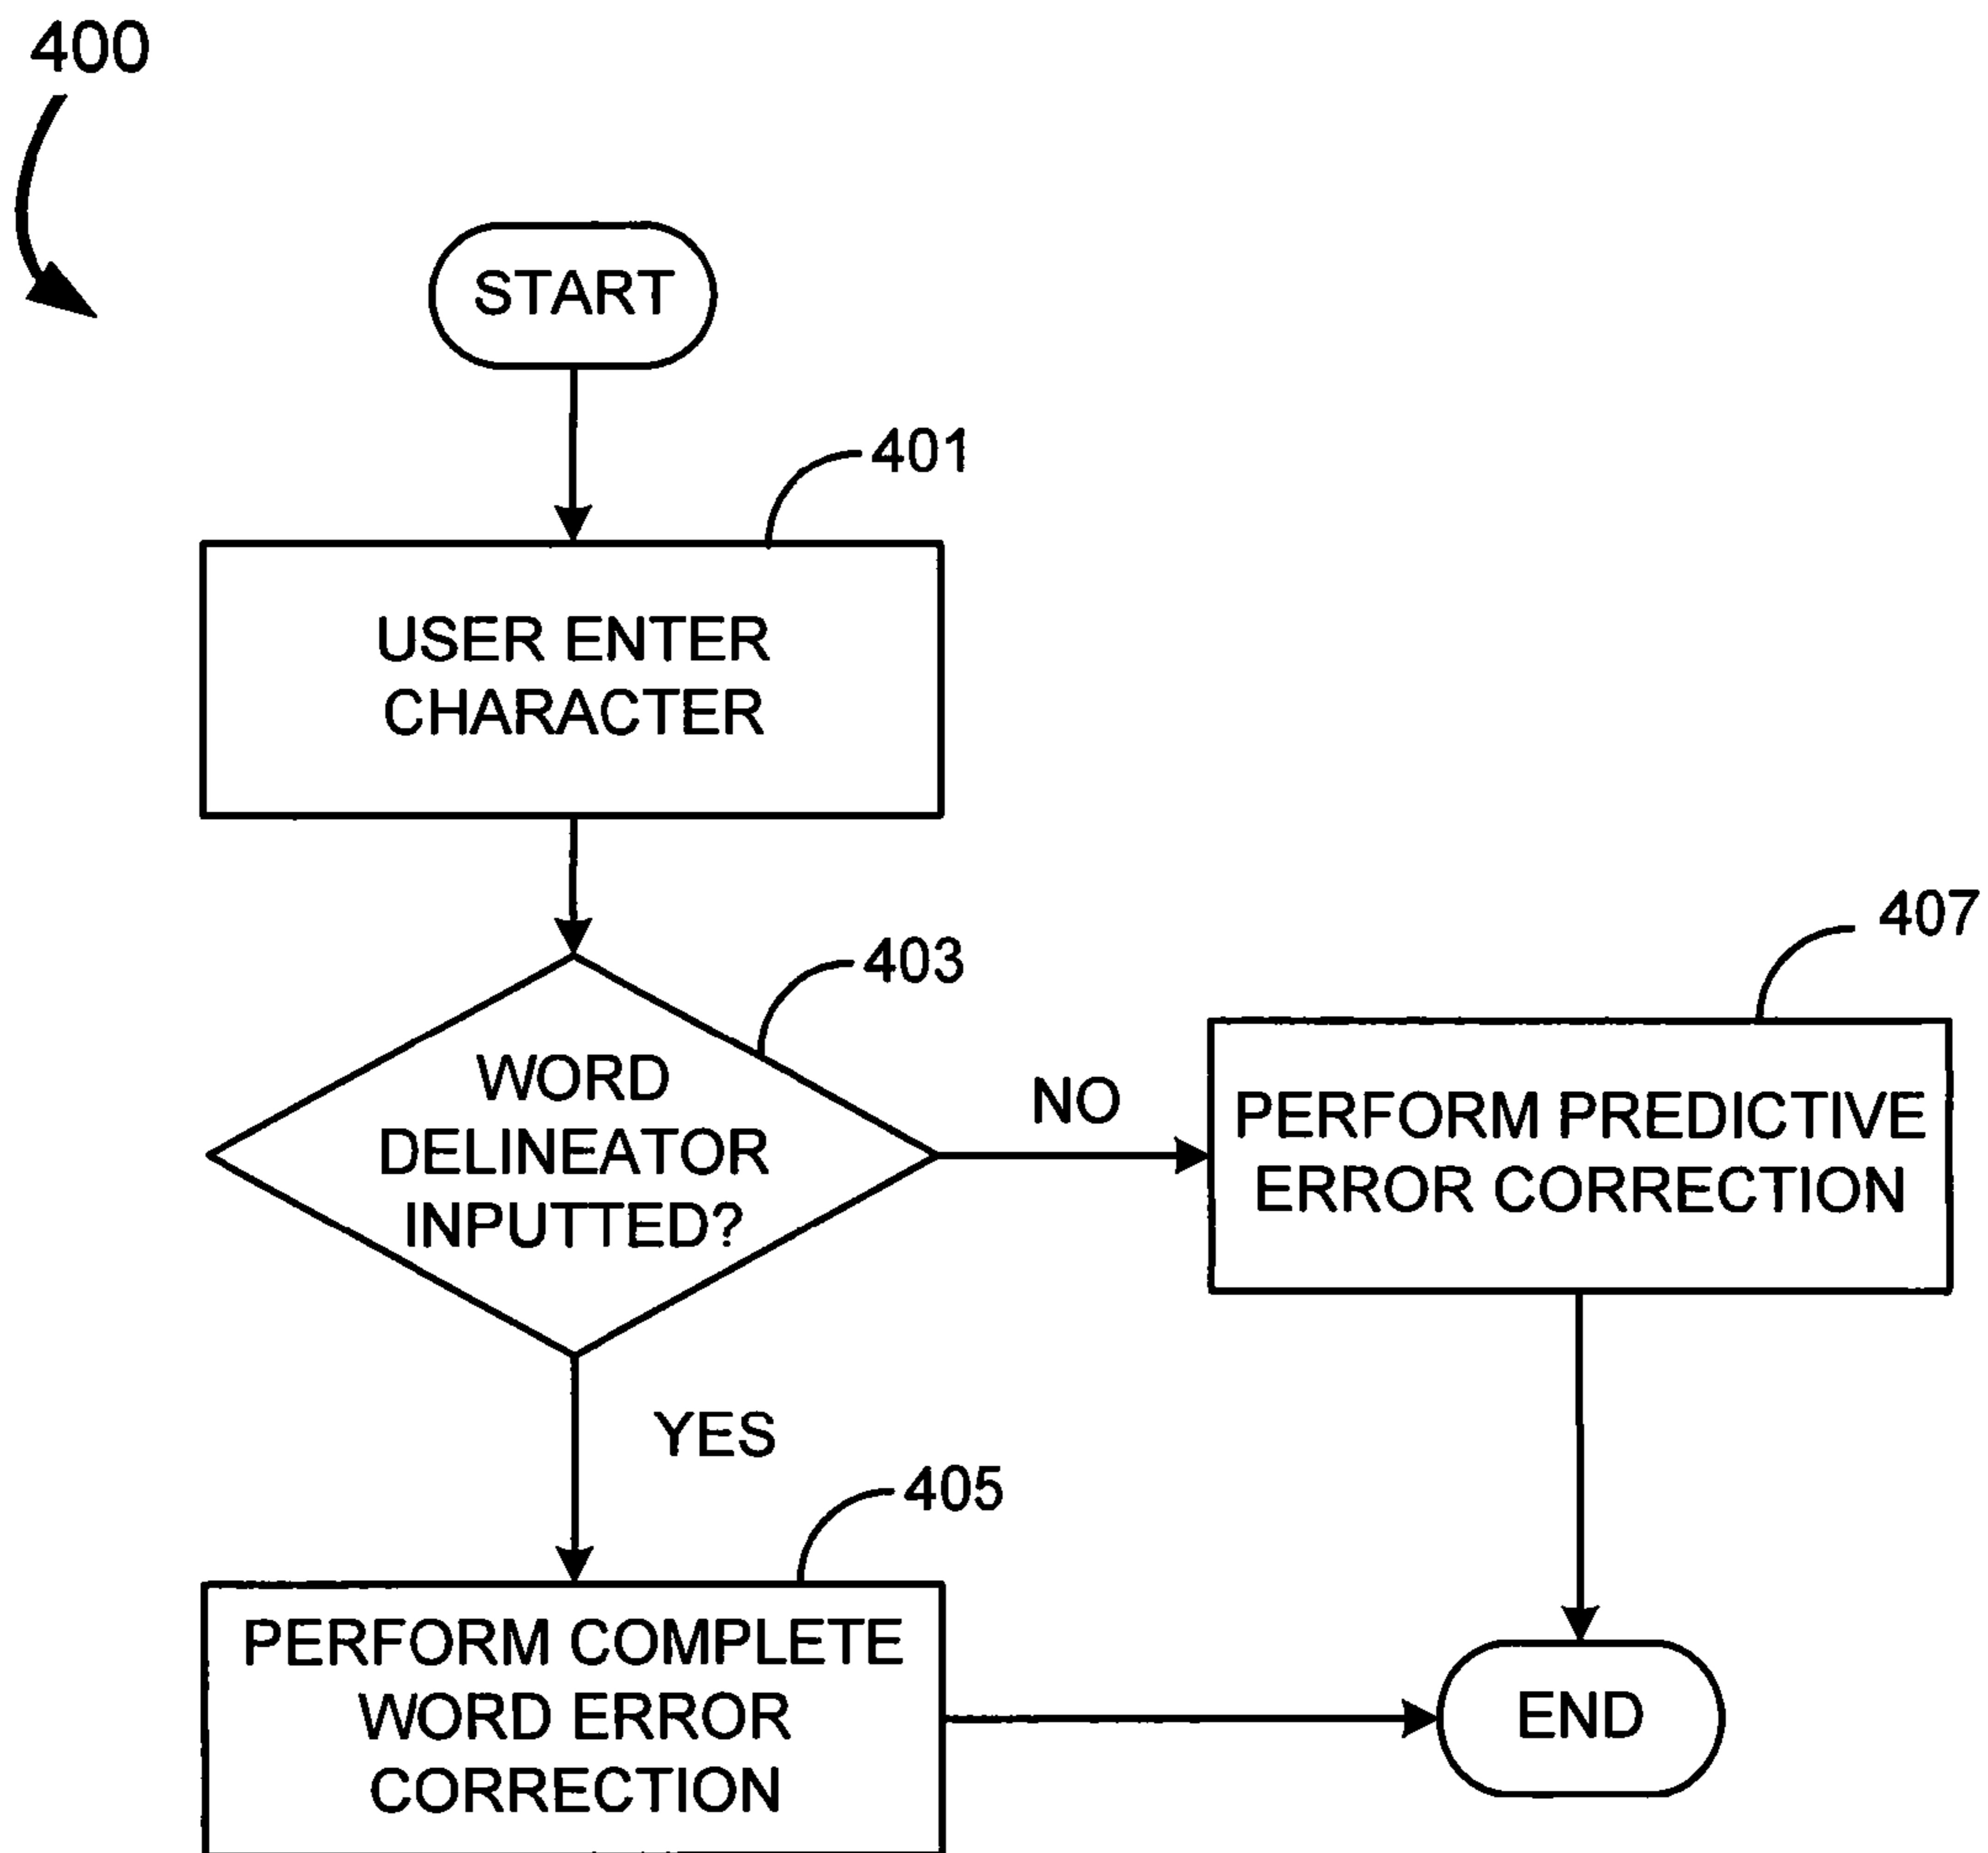 400
START
401
USER ENTER
CHARACTER
403
WORD
DELINEATOR
INPUTTED?
NO
407
PERFORM PREDICTIVE
ERROR CORRECTION
YES
405
PERFORM COMPLETE
WORD ERROR
CORRECTION
END